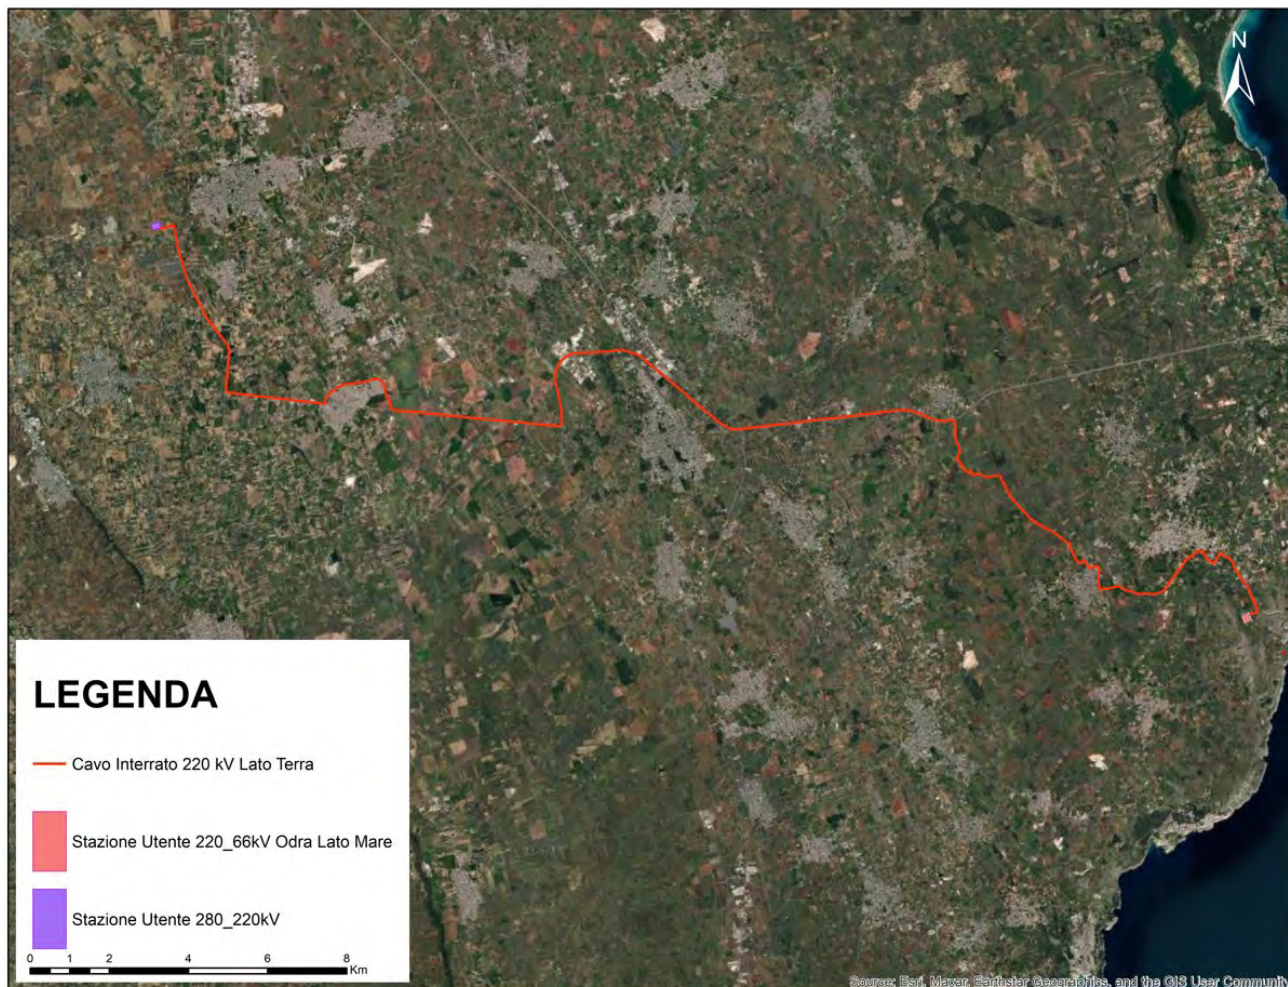 N
LEGENDA
Cavo Interrato 220 kV Lato Terra
Stazione Utente 220_66kV Odra Lato Mare
Stazione Utente 280_220kV
0 1 2 4 6 8
Km
Source: Esri, Maxar, Earthstar Geographics, and the GIS User Community